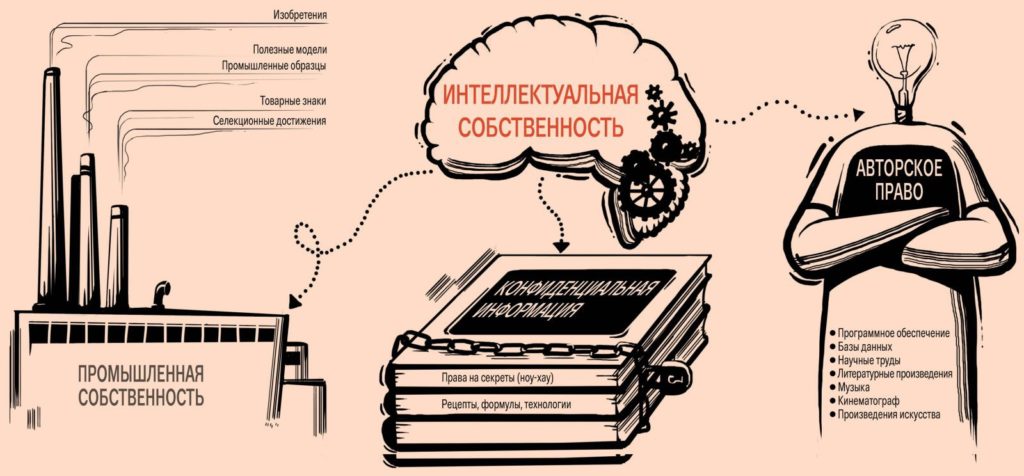 Изобретения
Полезные модели
Промышленные образцы
Товарные знаки
Селекционные достижения
ПРОМЫШЛЕННАЯ
СОБСТВЕННОСТЬ
ИНТЕЛЛЕКТУАЛЬНАЯ
СОБСТВЕННОСТЬ
КОНФИДЕНЦИАЛЬНАЯ
ИНФОРМАЦИЯ
Права на секреты (ноу-хау)
Рецепты, формулы, технологии
АВТОРСКОЕ
ПРАВО
● Программное обеспечение
● Базы данных
● Научные труды
● Литературные произведения
● Музыка
● Кинематограф
● Произведения искусства